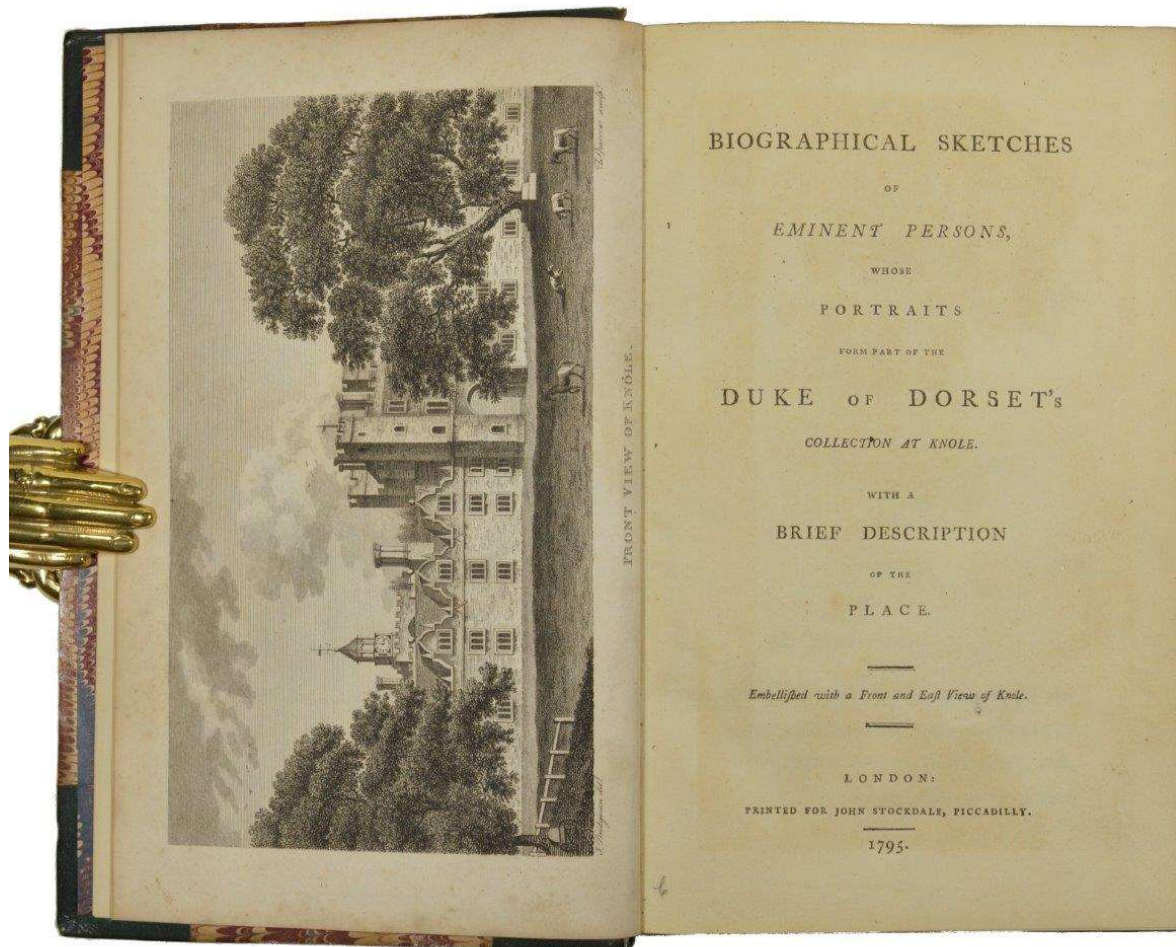 FRONT VIEW OF KNOLE.
BIOGRAPHICAL SKETCHES
OF
EMINENT PERSONS,
WHOSE
PORTRAITS
FORM PART OF THE
DUKE OF DORSET's
COLLECTION AT KNOLE.
WITH A
BRIEF DESCRIPTION
OF THE
PLACE.
Embelliſhed with a Front and Eaſt View of Knole.
LONDON:
PRINTED FOR JOHN STOCKDALE, PICCADILLY.
1795.